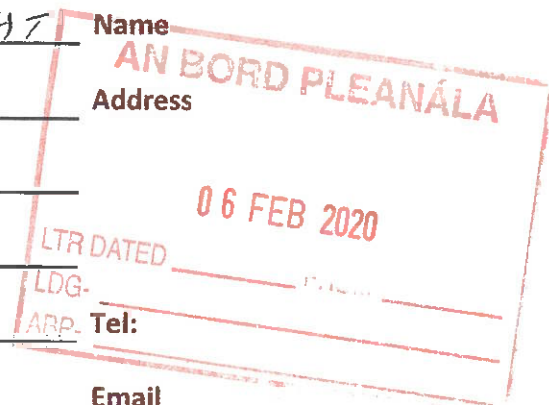 Name
AN BORD PLEANÁLA
Address
06 FEB 2020
LTR DATED
LDG-
ABP-
Tel:
Email